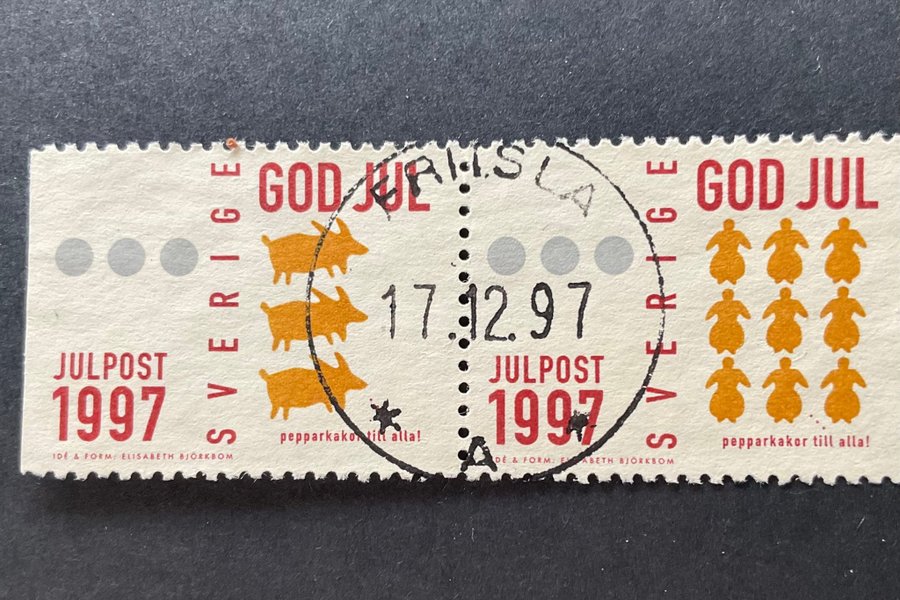 SVERIGE
GOD JUL
JULPOST
1997
pepparkakor till alla!
IDÉ & FORM: ELISABETH BJÖRKBOM
FRITSLA
17.12.97
A
SVERIGE
GOD JUL
JULPOST
1997
pepparkakor till alla!
IDÉ & FORM: ELISABETH BJÖRKBOM